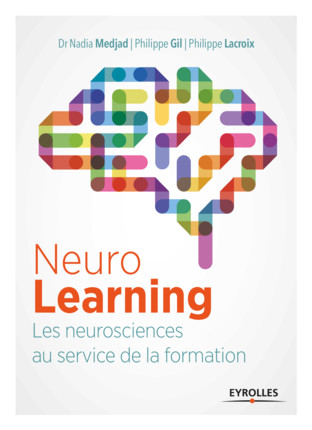 Dr Nadia Medjad | Philippe Gil | Philippe Lacroix
Neuro
Learning
Les neurosciences
au service de la formation
EYROLLES